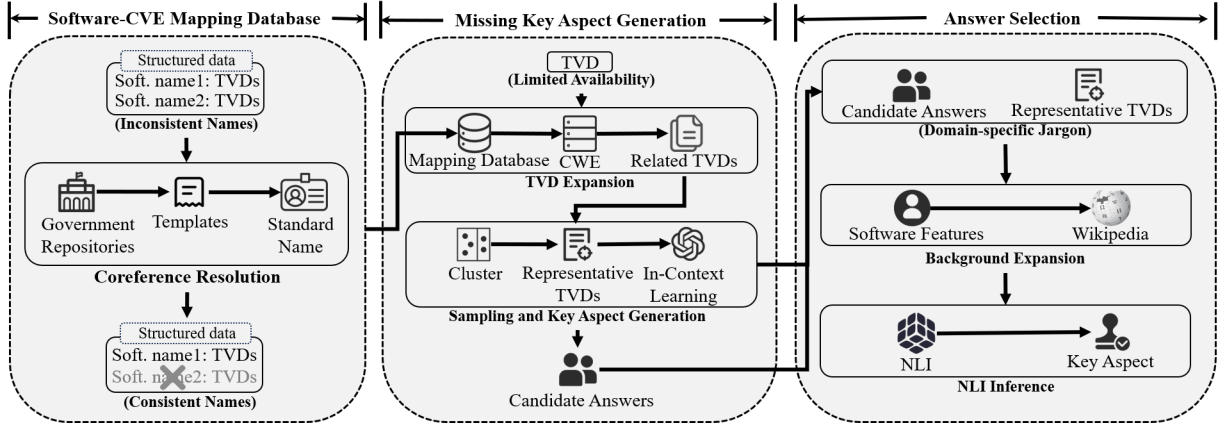 Software-CVE Mapping Database
Structured data
Soft. name1: TVDs
Soft. name2: TVDs
(Inconsistent Names)
Government
Repositories
Templates
Standard
Name
Coreference Resolution
Structured data
Soft. name1: TVDs
Soft. name2: TVDs
(Consistent Names)
Missing Key Aspect Generation
TVD
(Limited Availability)
Mapping Database
CWE
Related TVDs
TVD Expansion
Cluster
Representative
TVDs
In-Context
Learning
Sampling and Key Aspect Generation
Candidate Answers
Answer Selection
Candidate Answers
Representative TVDs
(Domain-specific Jargon)
Software Features
Wikipedia
Background Expansion
NLI
Key Aspect
NLI Inference